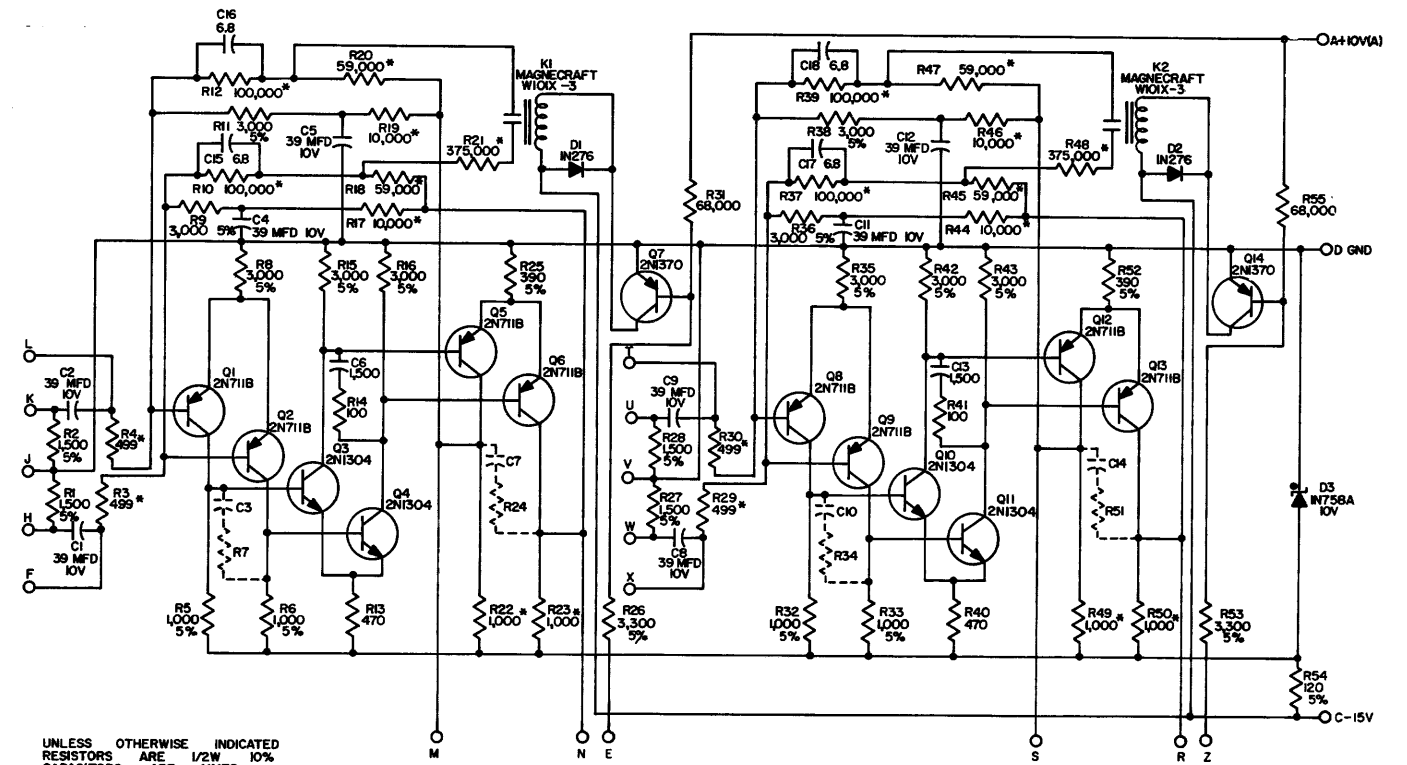 C16
6.8
R20
59,000*
K1
MAGNECRAFT
W101X-3
R12
100,000*
R11 3,000
5%
C5
39 MFD
10V
R19
10,000*
R21
375,000*
C15 6.8
R10 100,000*
R18
59,000*
D1
IN276
R9
3,000
5%
C4
39 MFD 10V
R17
10,000*
R31
68,000
C18 6.8
R39
100,000*
R47
59,000*
K2
MAGNECRAFT
W101X-3
R38 3,000
5%
C12
39 MFD
10V
R46
10,000*
R48
375,000*
C17 6.8
R37
100,000*
R45
59,000*
D2
IN276
R36
3,000
5%
C11
39 MFD 10V
R44
10,000*
R55
68,000
A+10V(A)
D GND
R8
3,000
5%
R15
3,000
5%
R16
3,000
5%
R25
390
5%
Q7
2N1370
R35
3,000
5%
R42
3,000
5%
R43
3,000
5%
R52
390
5%
Q14
2N1370
L
K
J
H
F
C2
39 MFD
10V
R2
1,500
5%
R4*
499
R1
1,500
5%
R3
499*
C1
39 MFD
10V
Q1
2N711B
Q2
2N711B
C6
1,500
R14
100
Q3
2N1304
Q4
2N1304
Q5
2N711B
Q6
2N711B
C3
R7
C7
R24
R5
1,000
5%
R6
1,000
5%
R13
470
R22
1,000*
R23*
1,000
R26
3,300
5%
T
U
V
W
X
C9
39 MFD
10V
R28
1,500
5%
R30*
499
R27
1,500
5%
R29
499*
C8
39 MFD
10V
Q8
2N711B
Q9
2N711B
C13
1,500
R41
100
Q10
2N1304
Q11
2N1304
Q12
2N711B
Q13
2N711B
C10
R34
C14
R51
R32
1,000
5%
R33
1,000
5%
R40
470
R49
1,000*
R50*
1,000
R53
3,300
5%
D3
IN758A
10V
R54
120
5%
C-15V
M
N
E
S
R
Z
UNLESS OTHERWISE INDICATED
RESISTORS ARE 1/2W 10%